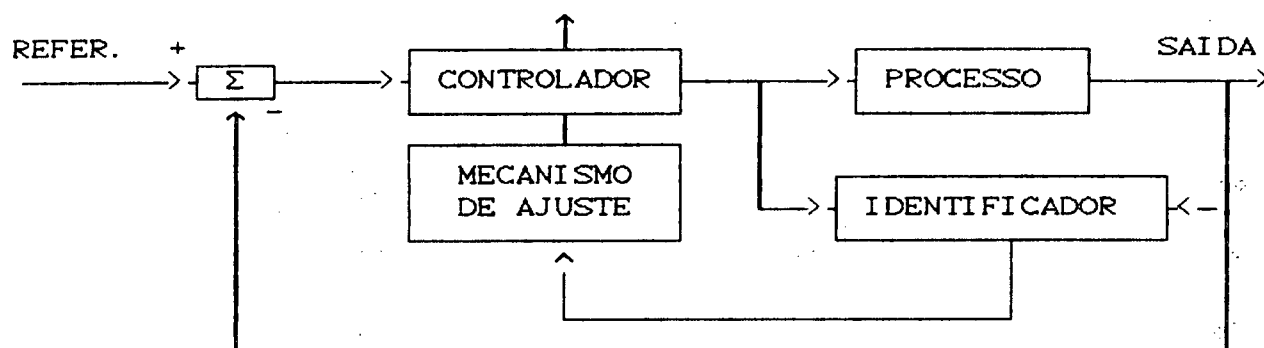 REFER. +
SAIDA
Σ
CONTROLADOR
PROCESSO
-
MECANISMO
DE AJUSTE
IDENTIFICADOR